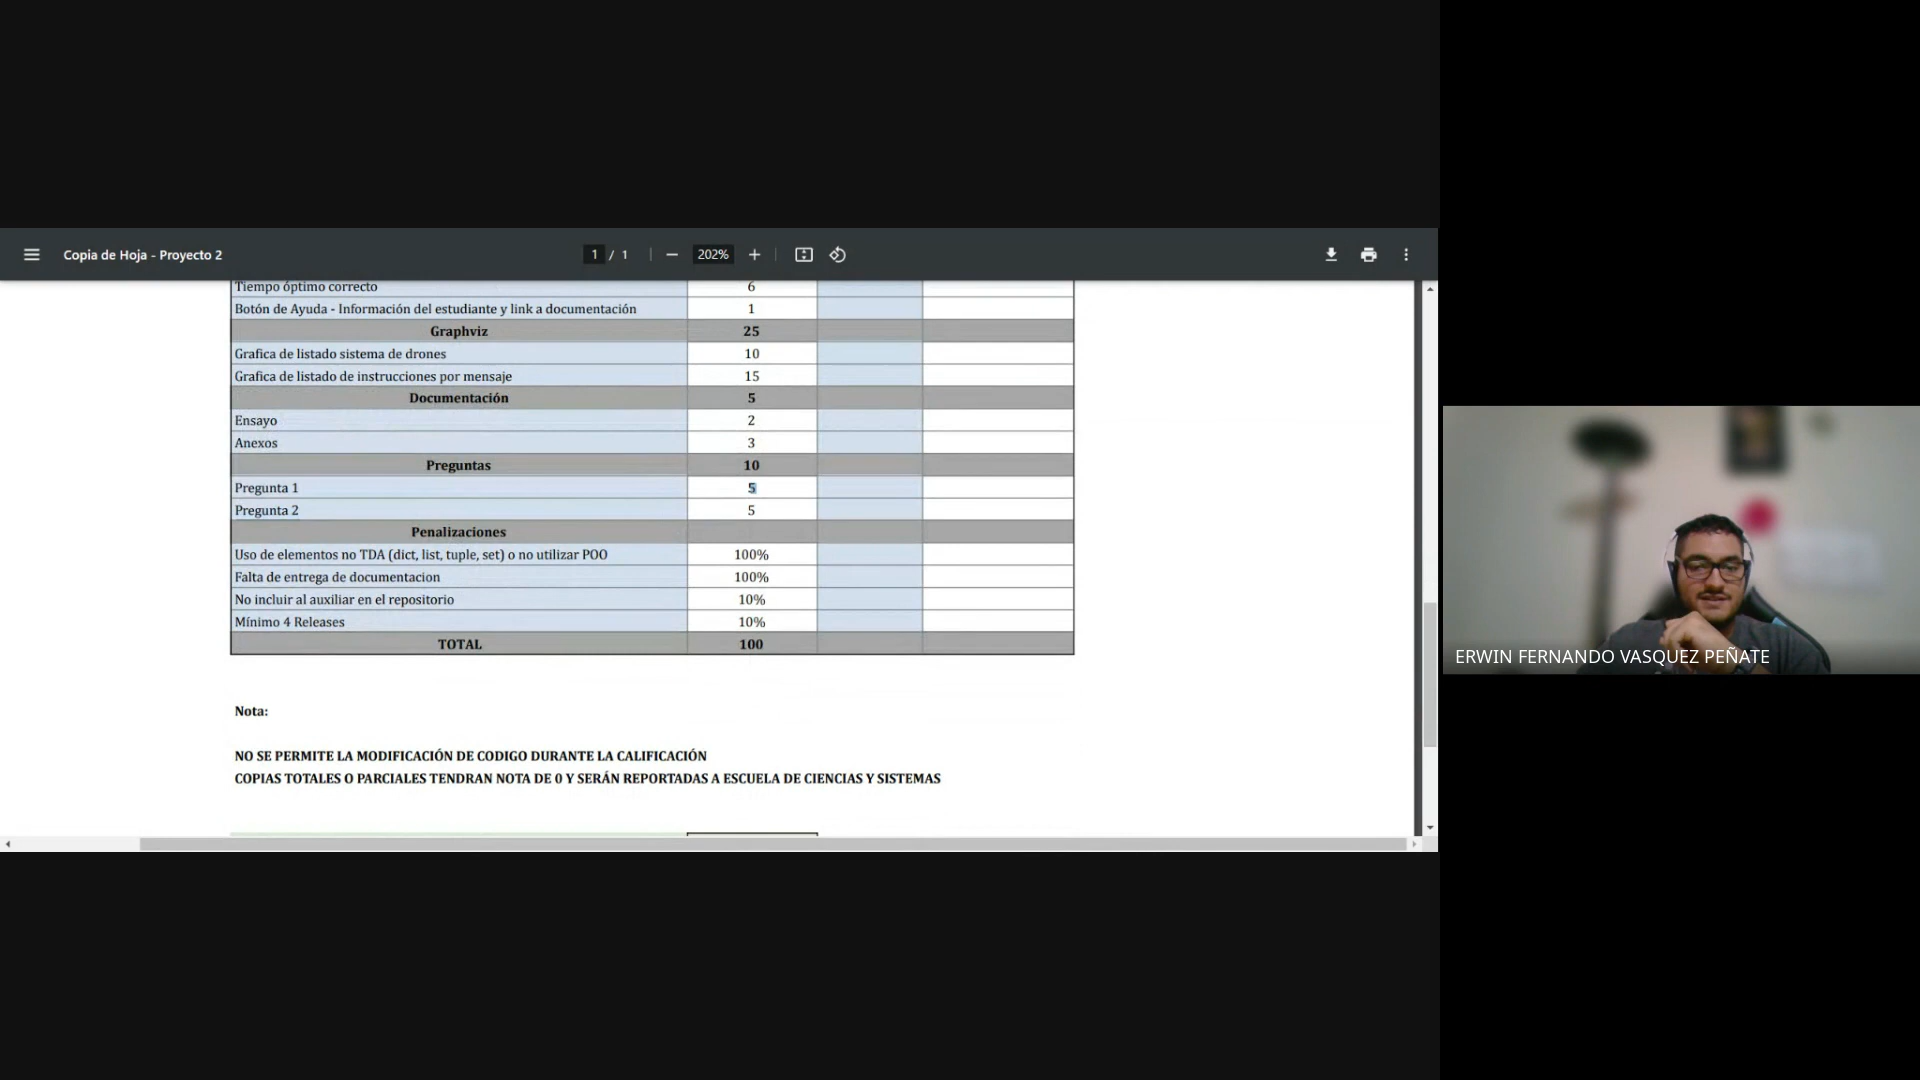 Copia de Hoja - Proyecto 2
1 / 1
202%
Tiempo óptimo correcto 6
Botón de Ayuda - Información del estudiante y link a documentación 1
Graphviz 25
Grafica de listado sistema de drones 10
Grafica de listado de instrucciones por mensaje 15
Documentación 5
Ensayo 2
Anexos 3
Preguntas 10
Pregunta 1 5
Pregunta 2 5
Penalizaciones
Uso de elementos no TDA (dict, list, tuple, set) o no utilizar POO 100%
Falta de entrega de documentacion 100%
No incluir al auxiliar en el repositorio 10%
Mínimo 4 Releases 10%
TOTAL 100
Nota:
NO SE PERMITE LA MODIFICACIÓN DE CODIGO DURANTE LA CALIFICACIÓN
COPIAS TOTALES O PARCIALES TENDRAN NOTA DE 0 Y SERÁN REPORTADAS A ESCUELA DE CIENCIAS Y SISTEMAS
ERWIN FERNANDO VASQUEZ PEÑATE